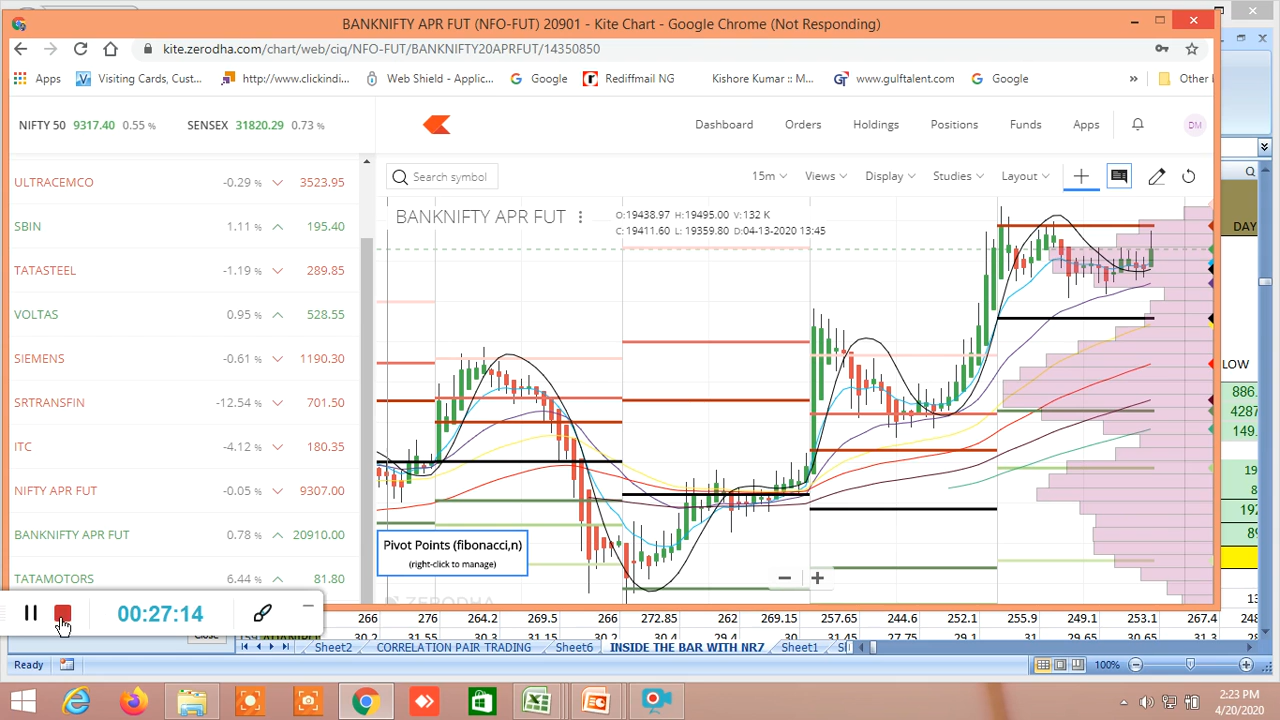 BANKNIFTY APR FUT (NFO-FUT) 20901 - Kite Chart - Google Chrome (Not Responding)
kite.zerodha.com/chart/web/ciq/NFO-FUT/BANKNIFTY20APRFUT/14350850
Apps Visiting Cards, Cust... http://www.clickindi... Web Shield - Applic... Google Rediffmail NG Kishore Kumar :: M... www.gulftalent.com Google » Other
NIFTY 50 9317.40 0.55 % SENSEX 31820.29 0.73 %
Dashboard Orders Holdings Positions Funds Apps DM
Search symbol 15m Views Display Studies Layout
ULTRACEMCO -0.29 % 3523.95
SBIN 1.11 % 195.40
TATASTEEL -1.19 % 289.85
VOLTAS 0.95 % 528.55
SIEMENS -0.61 % 1190.30
SRTRANSFIN -12.54 % 701.50
ITC -4.12 % 180.35
NIFTY APR FUT -0.05 % 9307.00
BANKNIFTY APR FUT 0.78 % 20910.00
TATAMOTORS 6.44 % 81.80
BANKNIFTY APR FUT
O:19438.97 H:19495.00 V:132 K
C:19411.60 L:19359.80 D:04-13-2020 13:45
Pivot Points (fibonacci,n)
(right-click to manage)
ZERODHA
DAY
LOW
886.
4287
149.
19
8
192
89
13
00:27:14
266 276 264.5 269 272.85 265 257.65 244.6 252.1 255.9 253.1 267.4
Sheet2 CORRELATION PAIR TRADING Sheet6 INSIDE THE BAR WITH NR7 Sheet1
Ready 100%
2:23 PM
4/20/2020